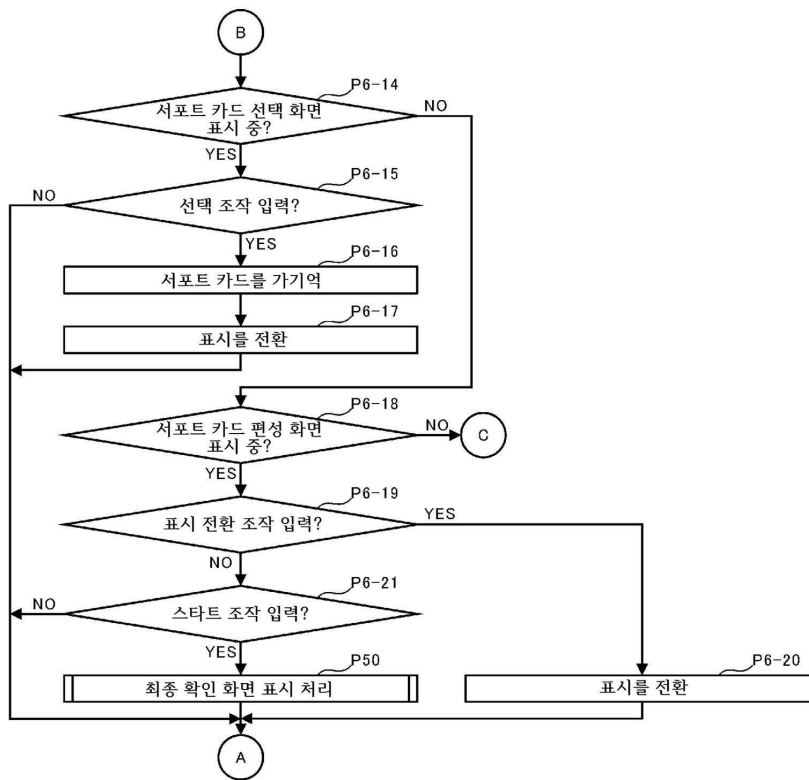 B
P6-14
서포트 카드 선택 화면
표시 중?
NO
YES
P6-15
NO
선택 조작 입력?
YES
P6-16
서포트 카드를 가기억
P6-17
표시를 전환
P6-18
서포트 카드 편성 화면
표시 중?
NO
C
YES
P6-19
표시 전환 조작 입력?
YES
NO
P6-21
NO
스타트 조작 입력?
YES
P50
최종 확인 화면 표시 처리
P6-20
표시를 전환
A